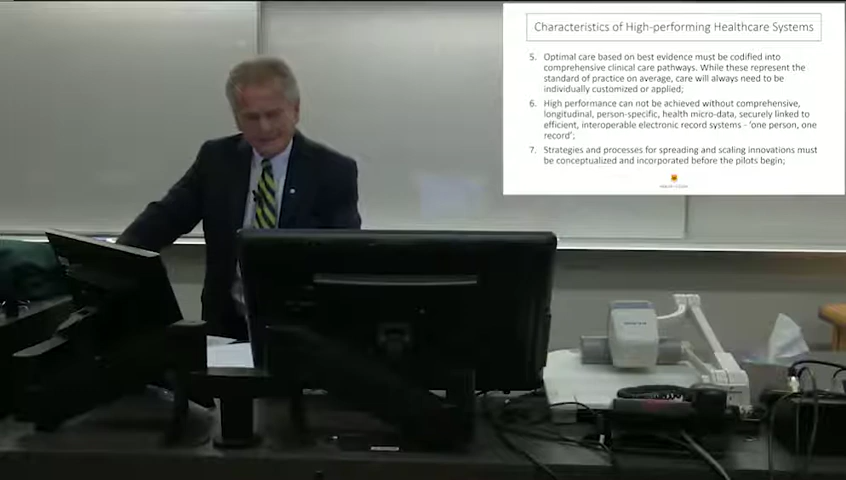 Characteristics of High-performing Healthcare Systems
5. Optimal care based on best evidence must be codified into
comprehensive clinical care pathways. While these represent the
standard of practice on average, care will always need to be
individually customized or applied;
6. High performance can not be achieved without comprehensive,
longitudinal, person-specific, health micro-data, securely linked to
efficient, interoperable electronic record systems - 'one person, one
record';
7. Strategies and processes for spreading and scaling innovations must
be conceptualized and incorporated before the pilots begin;